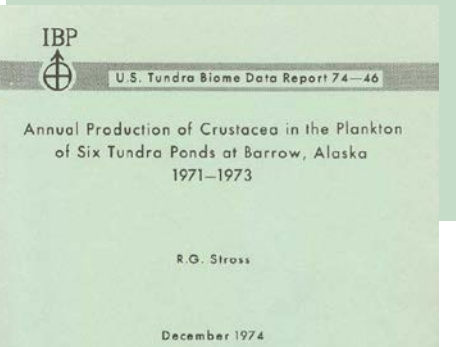 IBP
U.S. Tundra Biome Data Report 74—46
Annual Production of Crustacea in the Plankton
of Six Tundra Ponds at Barrow, Alaska
1971–1973
R.G. Stross
December 1974